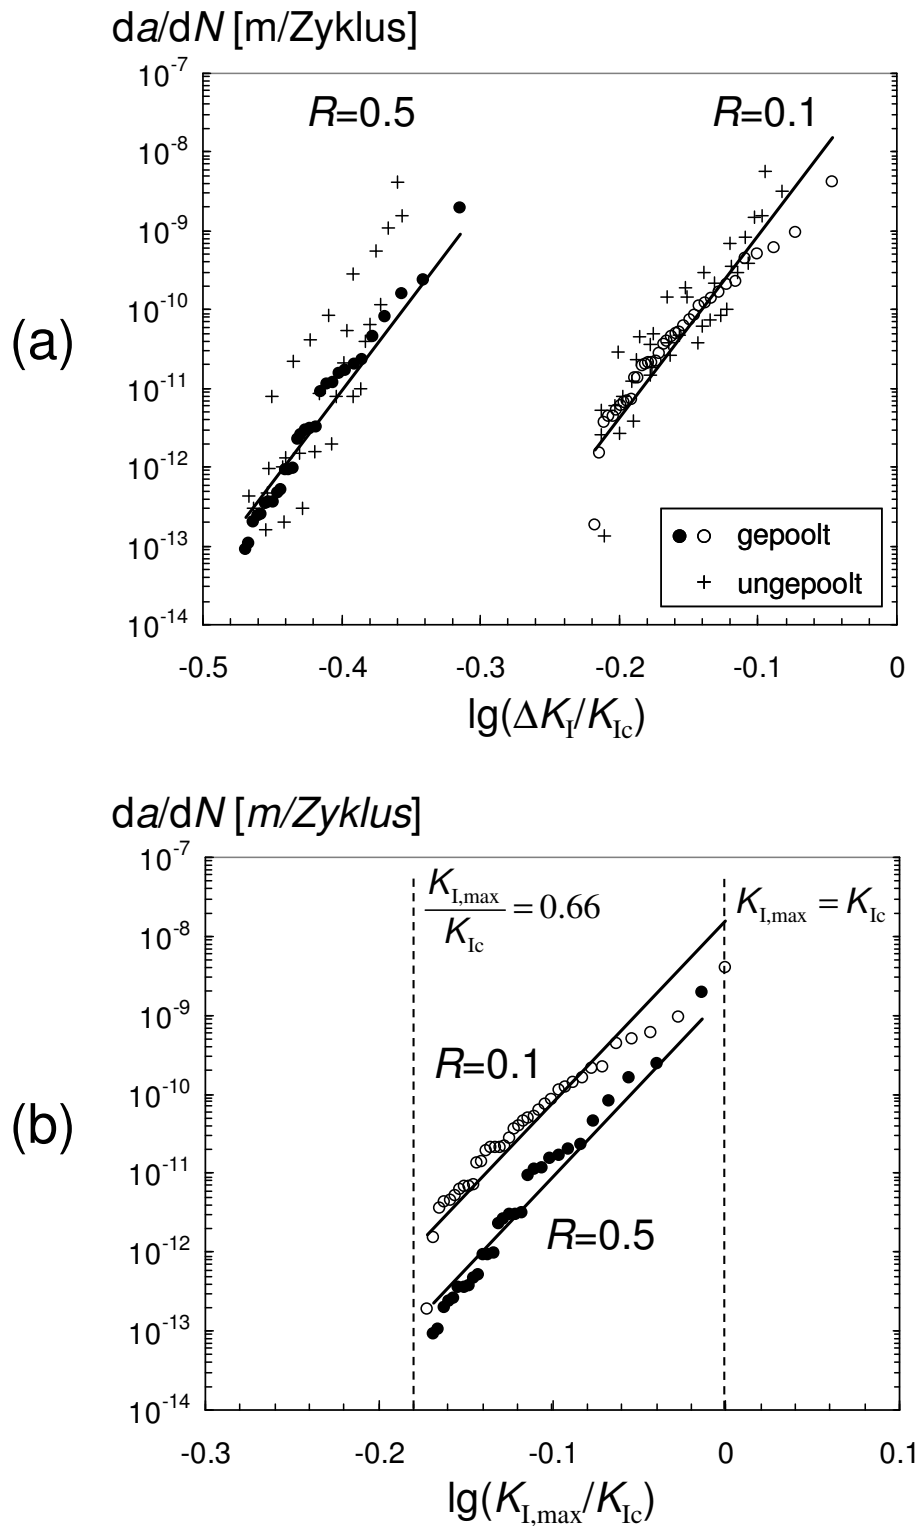 da/dN [m/Zyklus]
10⁻⁷
R=0.5 R=0.1
10⁻⁸
10⁻⁹
10⁻¹⁰
(a)
10⁻¹¹
10⁻¹²
10⁻¹³
gepoolt
ungepoolt
10⁻¹⁴
-0.5 -0.4 -0.3 -0.2 -0.1 0
lg(ΔK_I/K_Ic)
da/dN [m/Zyklus]
10⁻⁷
K_I,max/K_Ic = 0.66
K_I,max = K_Ic
10⁻⁸
10⁻⁹
R=0.1
10⁻¹⁰
(b)
10⁻¹¹
R=0.5
10⁻¹²
10⁻¹³
10⁻¹⁴
-0.3 -0.2 -0.1 0 0.1
lg(K_I,max/K_Ic)